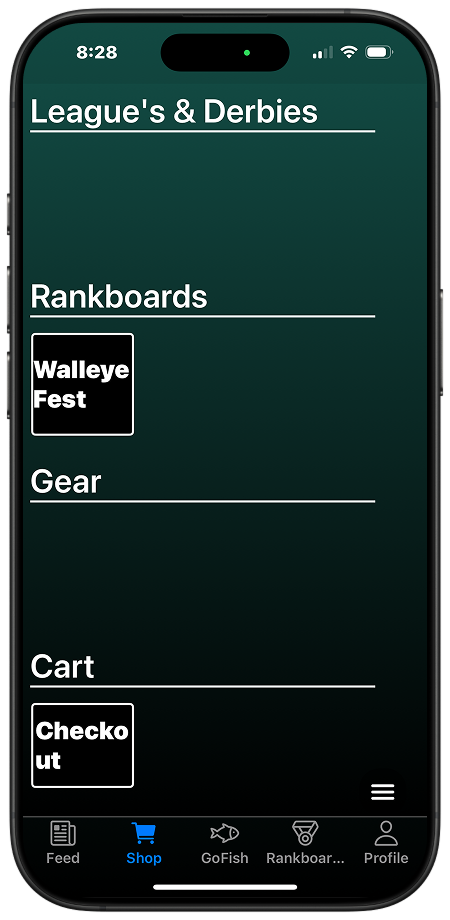 8:28
League's & Derbies
Rankboards
Walleye
Fest
Gear
Cart
Checko
ut
Feed
Shop
GoFish
Rankboar...
Profile